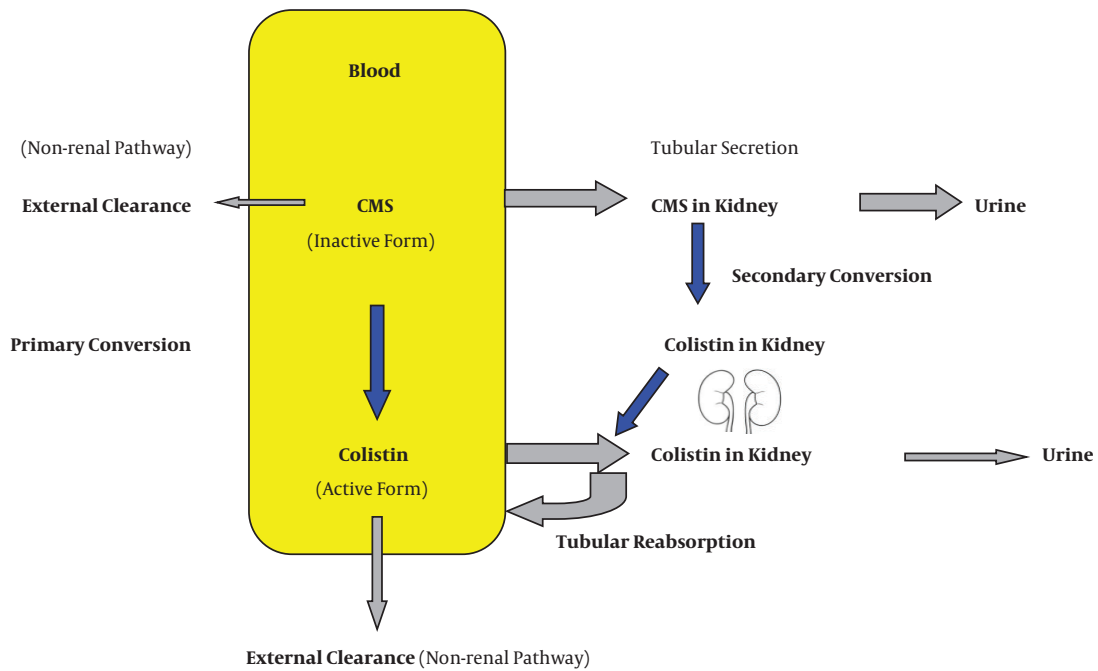 Blood
(Non-renal Pathway)
Tubular Secretion
External Clearance
CMS
CMS in Kidney
Urine
(Inactive Form)
Secondary Conversion
Primary Conversion
Colistin in Kidney
Colistin
Colistin in Kidney
Urine
(Active Form)
Tubular Reabsorption
External Clearance (Non-renal Pathway)